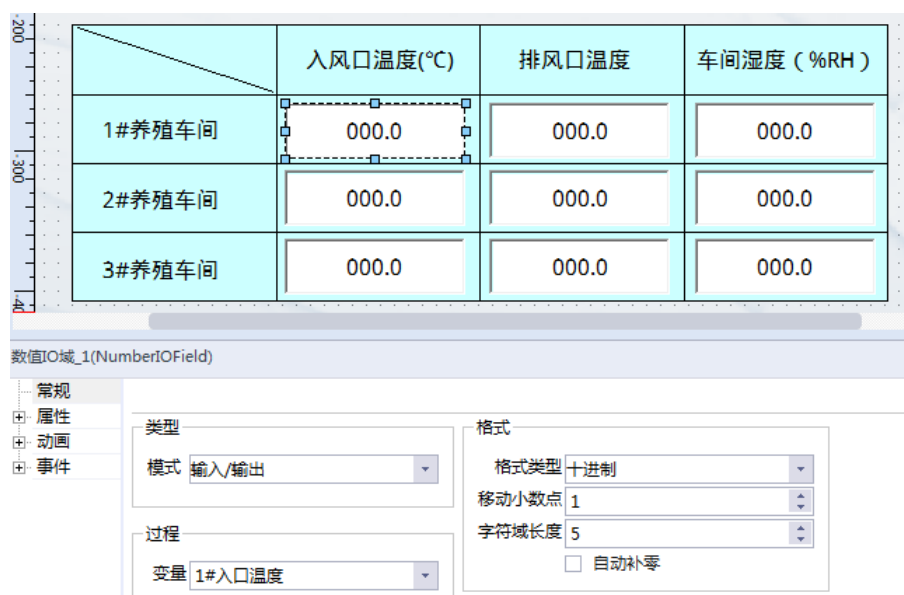 -200
入风口温度(℃) 排风口温度 车间湿度（%RH）
1#养殖车间 000.0 000.0 000.0
-300
2#养殖车间 000.0 000.0 000.0
3#养殖车间 000.0 000.0 000.0
数值IO域_1(NumberIOField)
常规
属性
动画
事件
类型
模式 输入/输出
过程
变量 1#入口温度
格式
格式类型 十进制
移动小数点 1
字符域长度 5
自动补零